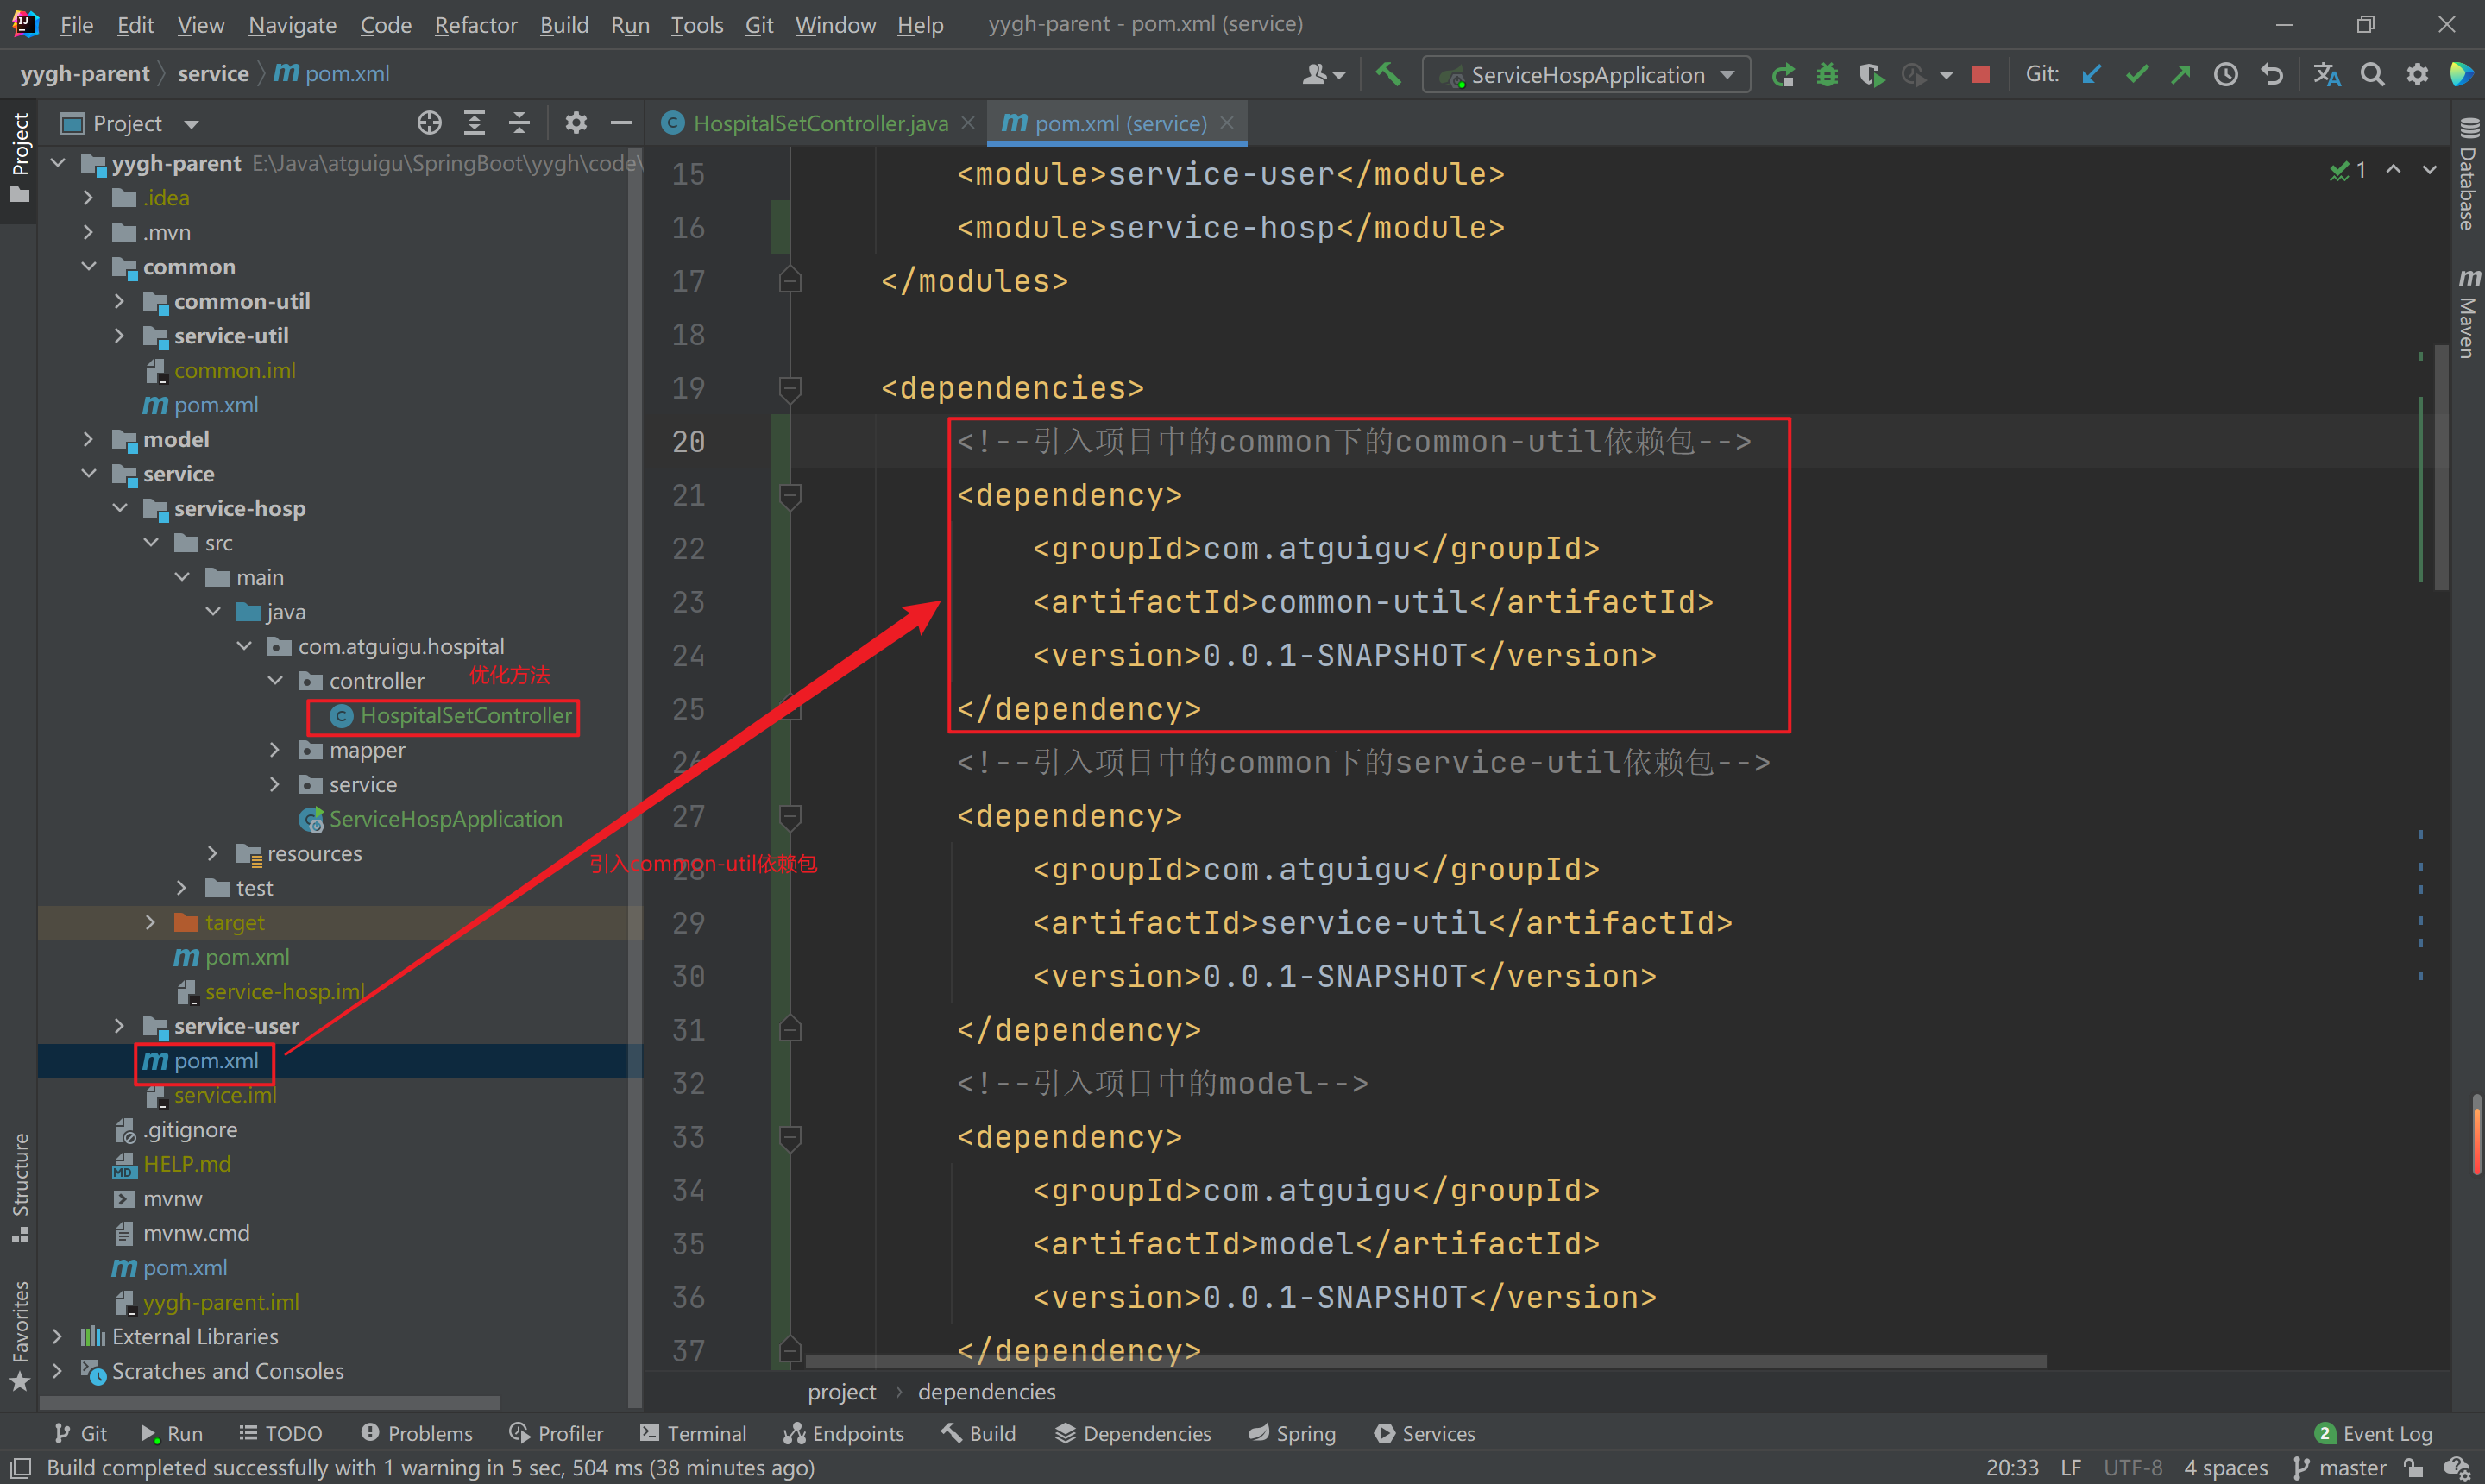 File Edit View Navigate Code Refactor Build Run Tools Git Window Help yygh-parent - pom.xml (service)
yygh-parent service pom.xml
ServiceHospApplication
Git:
Project
HospitalSetController.java
pom.xml (service)
Project
yygh-parent E:\Java\atguigu\SpringBoot\yygh\code\
.idea
.mvn
common
common-util
service-util
common.iml
pom.xml
model
service
service-hosp
src
main
java
com.atguigu.hospital
优化方法
controller
HospitalSetController
mapper
service
ServiceHospApplication
resources
引入common-util依赖包
test
target
pom.xml
service-hosp.iml
service-user
pom.xml
service.iml
.gitignore
HELP.md
mvnw
mvnw.cmd
pom.xml
yygh-parent.iml
External Libraries
Scratches and Consoles
Structure
Favorites
15 <module>service-user</module>
16 <module>service-hosp</module>
17 </modules>
18
19 <dependencies>
20 <!--引入项目中的common下的common-util依赖包-->
21 <dependency>
22 <groupId>com.atguigu</groupId>
23 <artifactId>common-util</artifactId>
24 <version>0.0.1-SNAPSHOT</version>
25 </dependency>
26 <!--引入项目中的common下的service-util依赖包-->
27 <dependency>
28 <groupId>com.atguigu</groupId>
29 <artifactId>service-util</artifactId>
30 <version>0.0.1-SNAPSHOT</version>
31 </dependency>
32 <!--引入项目中的model-->
33 <dependency>
34 <groupId>com.atguigu</groupId>
35 <artifactId>model</artifactId>
36 <version>0.0.1-SNAPSHOT</version>
37 </dependency>
1
Database
Maven
project dependencies
Git Run TODO Problems Profiler Terminal Endpoints Build Dependencies Spring Services 2 Event Log
Build completed successfully with 1 warning in 5 sec, 504 ms (38 minutes ago) 20:33 LF UTF-8 4 spaces master